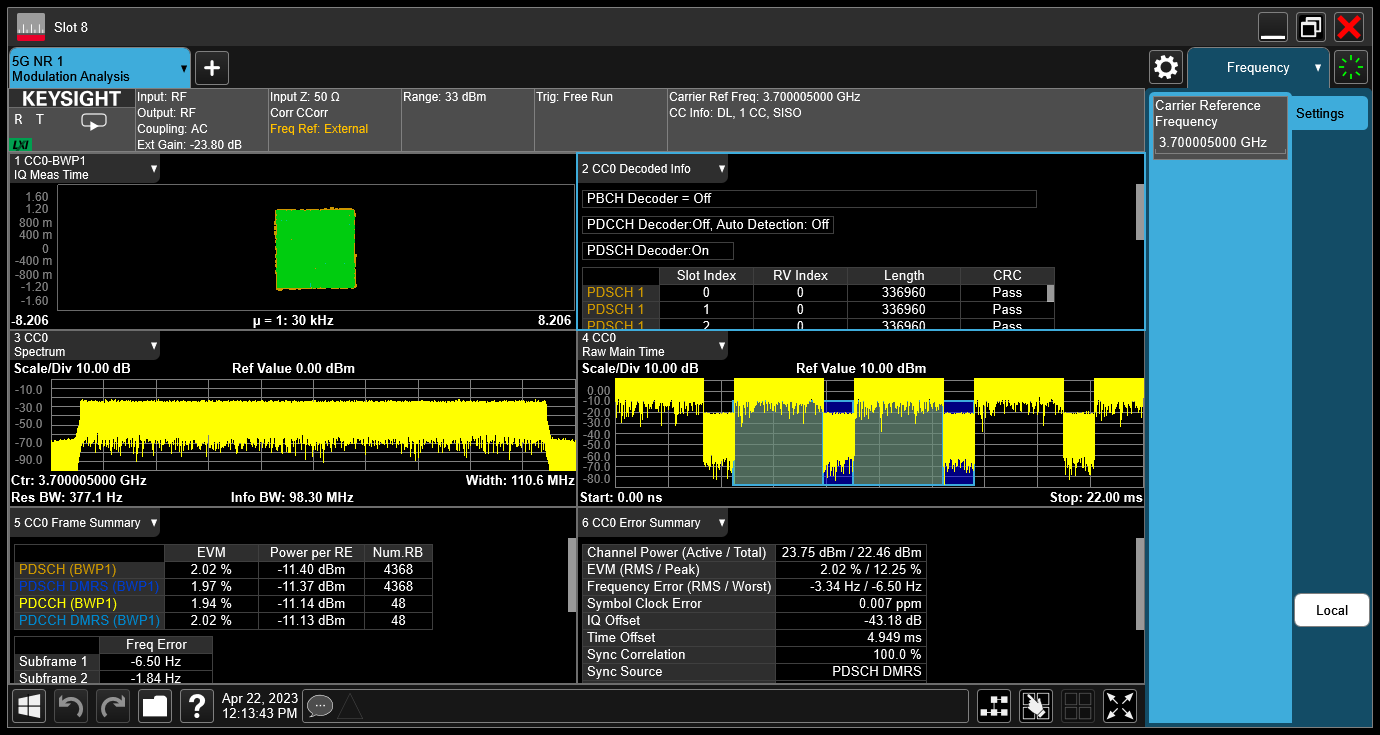 Slot 8
5G NR 1
Modulation Analysis
Frequency
KEYSIGHT
R T
LXI
Input: RF
Output: RF
Coupling: AC
Ext Gain: -23.80 dB
Input Z: 50 Ω
Corr CCorr
Freq Ref: External
Range: 33 dBm
Trig: Free Run
Carrier Ref Freq: 3.700005000 GHz
CC Info: DL, 1 CC, SISO
Carrier Reference
Frequency
3.700005000 GHz
Settings
1 CC0-BWP1
IQ Meas Time
1.60
1.20
800 m
400 m
0
-400 m
-800 m
-1.20
-1.60
-8.206 μ = 1: 30 kHz 8.206
2 CC0 Decoded Info
PBCH Decoder = Off
PDCCH Decoder:Off, Auto Detection: Off
PDSCH Decoder:On
Slot Index RV Index Length CRC
PDSCH 1 0 0 336960 Pass
PDSCH 1 1 0 336960 Pass
PDSCH 1 2 0 336960 Pass
3 CC0
Spectrum
Scale/Div 10.00 dB Ref Value 0.00 dBm
-10.0
-30.0
-50.0
-70.0
-90.0
Ctr: 3.700005000 GHz Width: 110.6 MHz
Res BW: 377.1 Hz Info BW: 98.30 MHz
4 CC0
Raw Main Time
Scale/Div 10.00 dB Ref Value 10.00 dBm
0.00
-10.0
-20.0
-30.0
-40.0
-50.0
-60.0
-70.0
-80.0
Start: 0.00 ns Stop: 22.00 ms
5 CC0 Frame Summary
EVM Power per RE Num.RB
PDSCH (BWP1) 2.02 % -11.40 dBm 4368
PDSCH DMRS (BWP1) 1.97 % -11.37 dBm 4368
PDCCH (BWP1) 1.94 % -11.14 dBm 48
PDCCH DMRS (BWP1) 2.02 % -11.13 dBm 48
Freq Error
Subframe 1 -6.50 Hz
Subframe 2 -1.84 Hz
6 CC0 Error Summary
Channel Power (Active / Total) 23.75 dBm / 22.46 dBm
EVM (RMS / Peak) 2.02 % / 12.25 %
Frequency Error (RMS / Worst) -3.34 Hz / -6.50 Hz
Symbol Clock Error 0.007 ppm
IQ Offset -43.18 dB
Time Offset 4.949 ms
Sync Correlation 100.0 %
Sync Source PDSCH DMRS
Local
?
Apr 22, 2023
12:13:43 PM